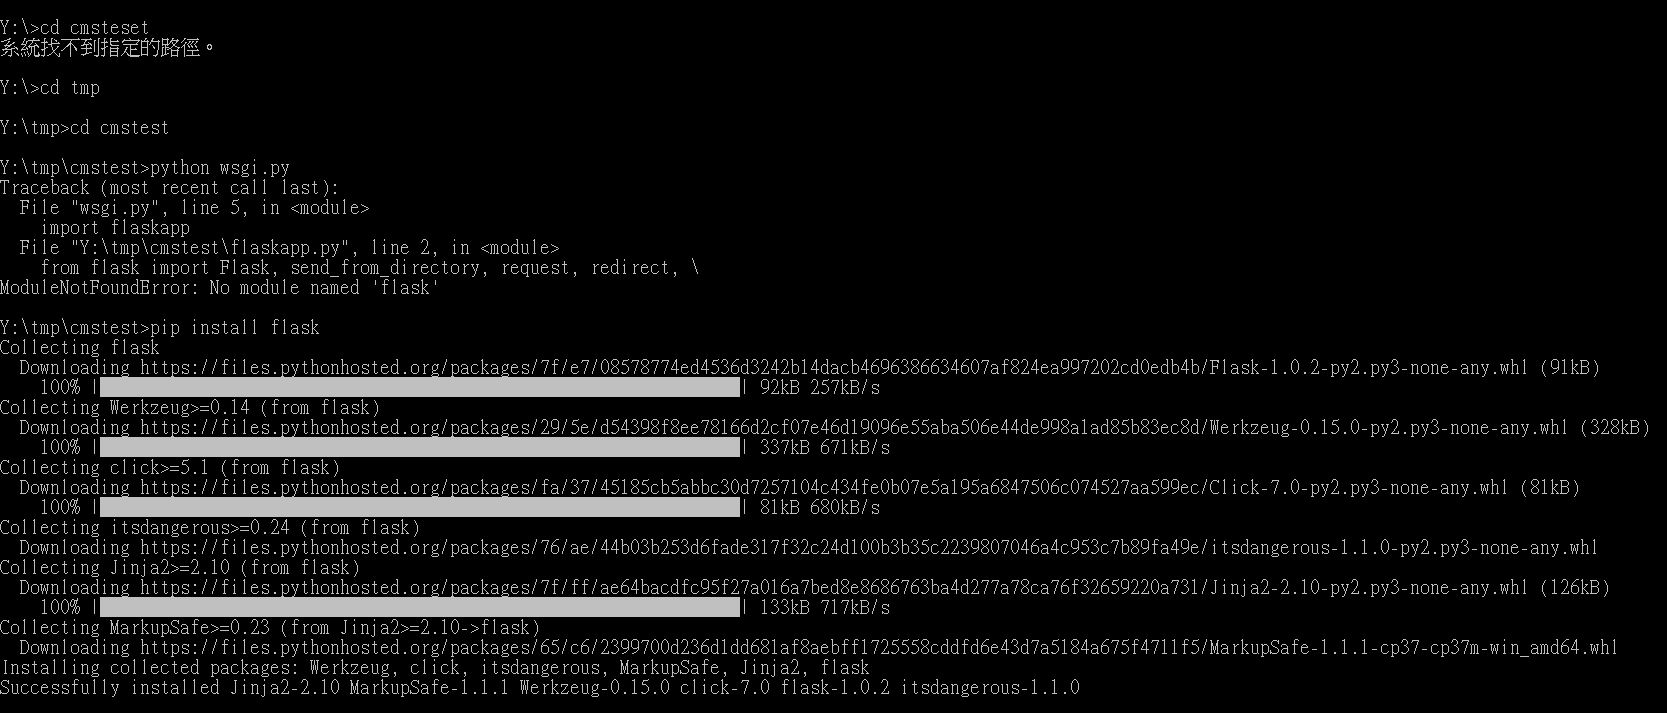 Y:\>cd cmsteset
系統找不到指定的路徑。
Y:\>cd tmp
Y:\tmp>cd cmstest
Y:\tmp\cmstest>python wsgi.py
Traceback (most recent call last):
  File "wsgi.py", line 5, in <module>
    import flaskapp
  File "Y:\tmp\cmstest\flaskapp.py", line 2, in <module>
    from flask import Flask, send_from_directory, request, redirect, \
ModuleNotFoundError: No module named 'flask'
Y:\tmp\cmstest>pip install flask
Collecting flask
  Downloading https://files.pythonhosted.org/packages/7f/e7/08578774ed4536d3242b14dacb4696386634607af824ea997202cd0edb4b/Flask-1.0.2-py2.py3-none-any.whl (91kB)
    100% |████████████████████████████████| 92kB 257kB/s
Collecting Werkzeug>=0.14 (from flask)
  Downloading https://files.pythonhosted.org/packages/29/5e/d54398f8ee78166d2cf07e46d19096e55aba506e44de998a1ad85b83ec8d/Werkzeug-0.15.0-py2.py3-none-any.whl (328kB)
    100% |████████████████████████████████| 337kB 671kB/s
Collecting click>=5.1 (from flask)
  Downloading https://files.pythonhosted.org/packages/fa/37/45185cb5abbc30d7257104c434fe0b07e5a195a6847506c074527aa599ec/Click-7.0-py2.py3-none-any.whl (81kB)
    100% |████████████████████████████████| 81kB 680kB/s
Collecting itsdangerous>=0.24 (from flask)
  Downloading https://files.pythonhosted.org/packages/76/ae/44b03b253d6fade317f32c24d100b3b35c2239807046a4c953c7b89fa49e/itsdangerous-1.1.0-py2.py3-none-any.whl
Collecting Jinja2>=2.10 (from flask)
  Downloading https://files.pythonhosted.org/packages/7f/ff/ae64bacdfc95f27a016a7bed8e8686763ba4d277a78ca76f32659220a731/Jinja2-2.10-py2.py3-none-any.whl (126kB)
    100% |████████████████████████████████| 133kB 717kB/s
Collecting MarkupSafe>=0.23 (from Jinja2>=2.10->flask)
  Downloading https://files.pythonhosted.org/packages/65/c6/2399700d236d1dd681af8aebff1725558cddfd6e43d7a5184a675f4711f5/MarkupSafe-1.1.1-cp37-cp37m-win_amd64.whl
Installing collected packages: Werkzeug, click, itsdangerous, MarkupSafe, Jinja2, flask
Successfully installed Jinja2-2.10 MarkupSafe-1.1.1 Werkzeug-0.15.0 click-7.0 flask-1.0.2 itsdangerous-1.1.0